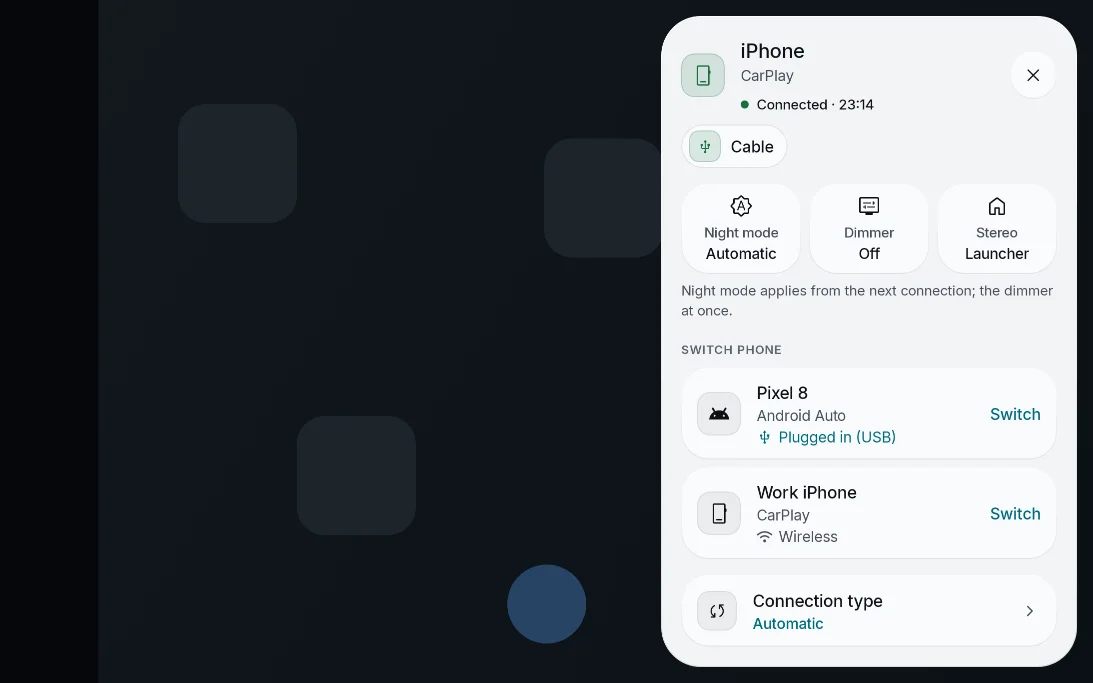 iPhone
CarPlay
Connected · 23:14
Cable
Night mode
Automatic
Dimmer
Off
Stereo
Launcher
Night mode applies from the next connection; the dimmer
at once.
SWITCH PHONE
Pixel 8
Android Auto
Plugged in (USB)
Switch
Work iPhone
CarPlay
Wireless
Switch
Connection type
Automatic